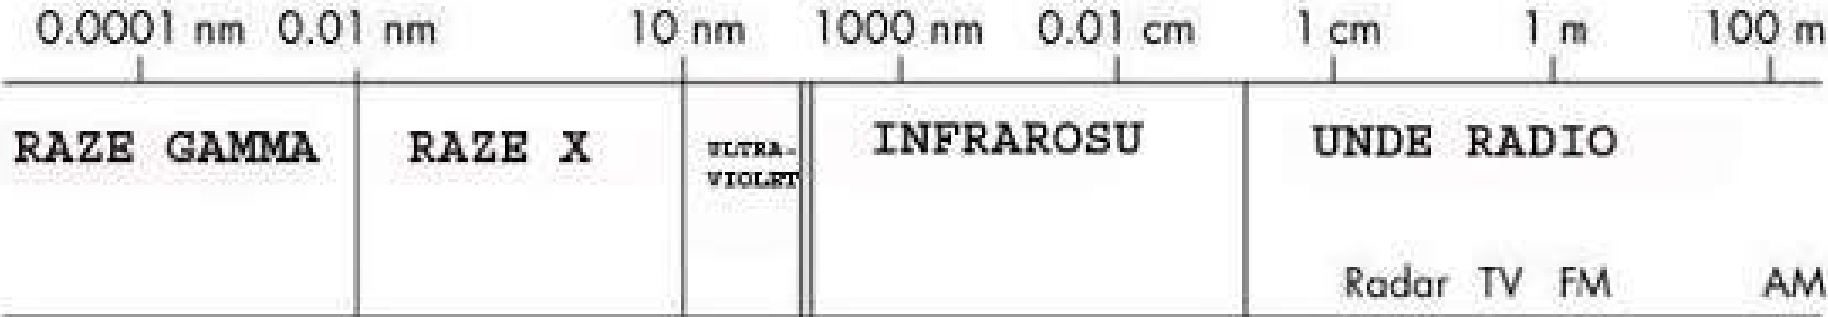 0.0001 nm 0.01 nm 10 nm 1000 nm 0.01 cm 1 cm 1 m 100 m
RAZE GAMMA RAZE X ULTRA- INFRAROSU UNDE RADIO
VIOLET
Radar TV FM AM